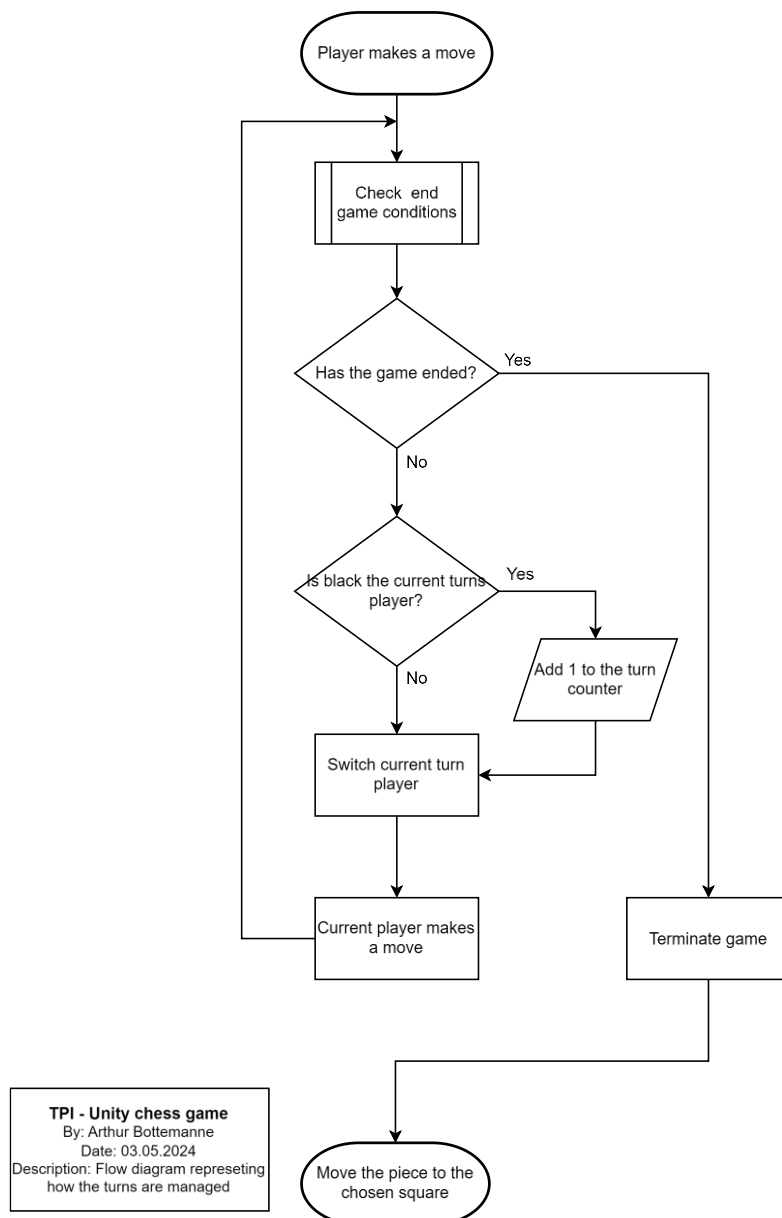 Player makes a move
Check end
game conditions
Has the game ended?
Yes
No
Is black the current turns
player?
Yes
No
Add 1 to the turn
counter
Switch current turn
player
Current player makes
a move
Terminate game
TPI - Unity chess game
By: Arthur Bottemanne
Date: 03.05.2024
Description: Flow diagram represeting
how the turns are managed
Move the piece to the
chosen square